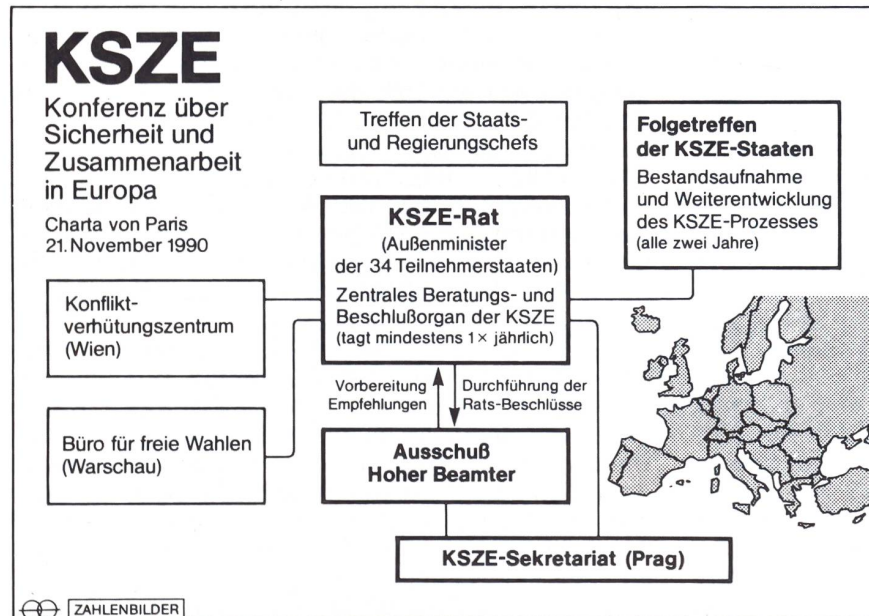 KSZE
Konferenz über
Sicherheit und
Zusammenarbeit
in Europa
Charta von Paris
21. November 1990
Treffen der Staats-
und Regierungschefs
Folgetreffen
der KSZE-Staaten
Bestandsaufnahme
und Weiterentwicklung
des KSZE-Prozesses
(alle zwei Jahre)
KSZE-Rat
(Außenminister
der 34 Teilnehmerstaaten)
Zentrales Beratungs- und
Beschlußorgan der KSZE
(tagt mindestens 1× jährlich)
Konflikt-
verhütungszentrum
(Wien)
Vorbereitung
Empfehlungen
Durchführung der
Rats-Beschlüsse
Büro für freie Wahlen
(Warschau)
Ausschuß
Hoher Beamter
KSZE-Sekretariat (Prag)
ZAHLENBILDER